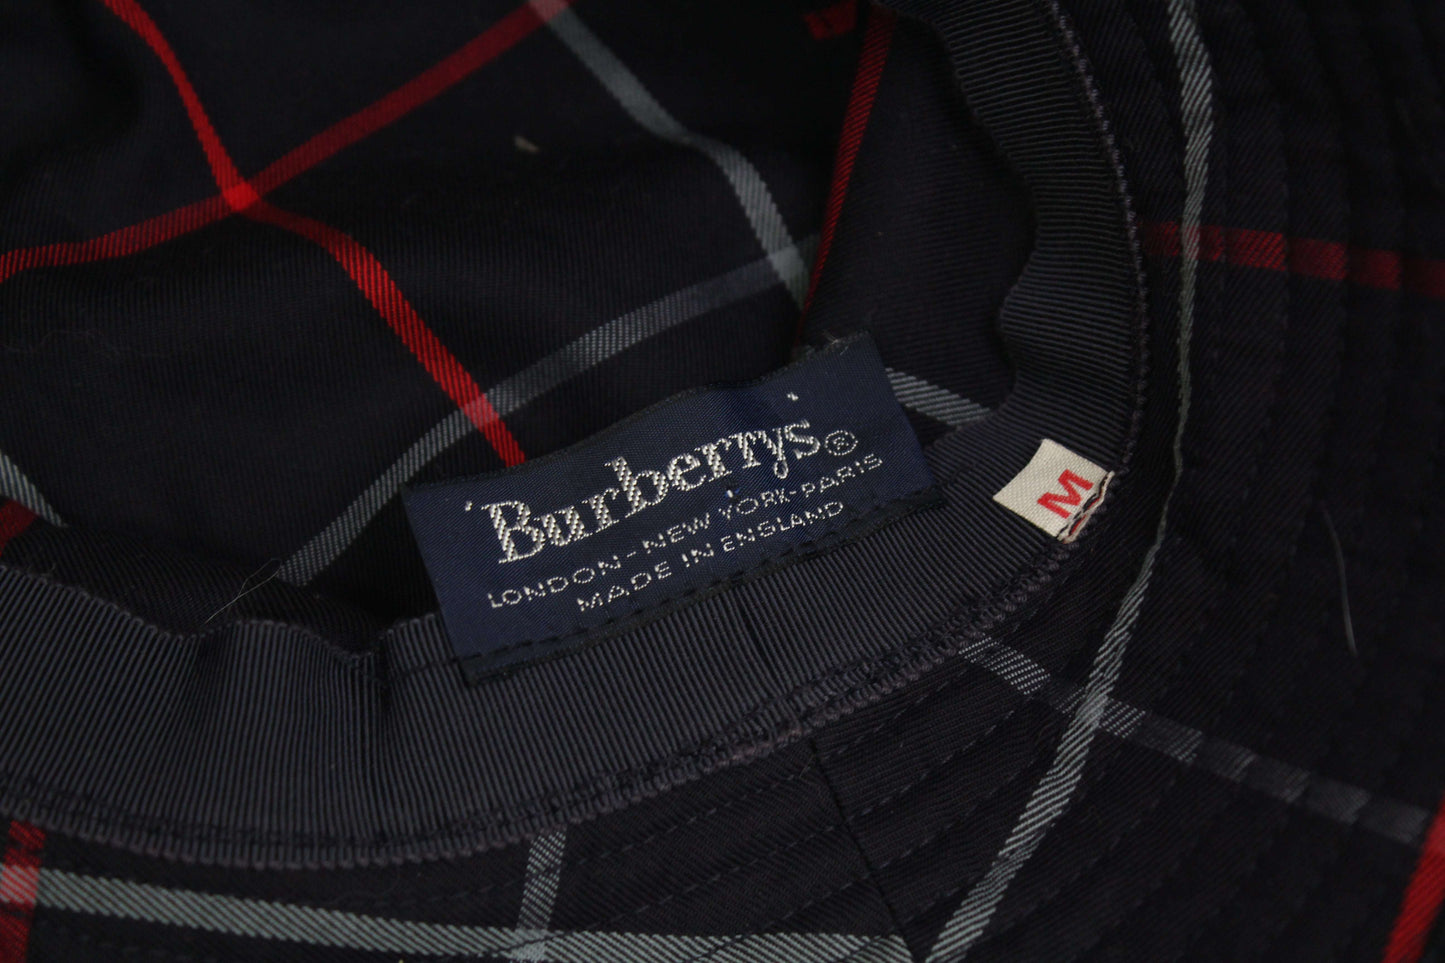 'Burberrys'®
LONDON-NEW YORK-PARIS
MADE IN ENGLAND
M